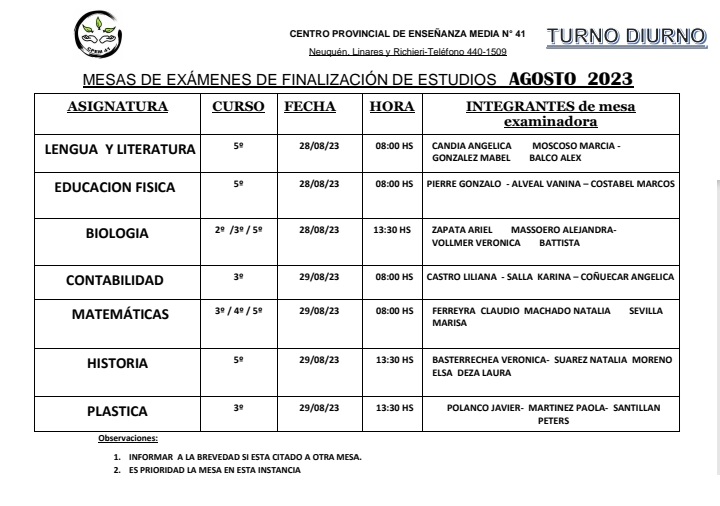 CPEM 41
CENTRO PROVINCIAL DE ENSEÑANZA MEDIA N° 41
TURNO DIURNO
Neuquén, Linares y Richieri-Teléfono 440-1509
MESAS DE EXÁMENES DE FINALIZACIÓN DE ESTUDIOS AGOSTO 2023
ASIGNATURA CURSO FECHA HORA INTEGRANTES de mesa
examinadora
LENGUA Y LITERATURA 5º 28/08/23 08:00 HS CANDIA ANGELICA MOSCOSO MARCIA -
GONZALEZ MABEL BALCO ALEX
EDUCACION FISICA 5º 28/08/23 08:00 HS PIERRE GONZALO - ALVEAL VANINA – COSTABEL MARCOS
BIOLOGIA 2º /3º / 5º 28/08/23 13:30 HS ZAPATA ARIEL MASSOERO ALEJANDRA-
VOLLMER VERONICA BATTISTA
CONTABILIDAD 3º 29/08/23 08:00 HS CASTRO LILIANA - SALLA KARINA – COÑUECAR ANGELICA
MATEMÁTICAS 3º / 4º / 5º 29/08/23 08:00 HS FERREYRA CLAUDIO MACHADO NATALIA SEVILLA
MARISA
HISTORIA 5º 29/08/23 13:30 HS BASTERRECHEA VERONICA- SUAREZ NATALIA MORENO
ELSA DEZA LAURA
PLASTICA 3º 29/08/23 13:30 HS POLANCO JAVIER- MARTINEZ PAOLA- SANTILLAN
PETERS
Observaciones:
1. INFORMAR A LA BREVEDAD SI ESTA CITADO A OTRA MESA.
2. ES PRIORIDAD LA MESA EN ESTA INSTANCIA